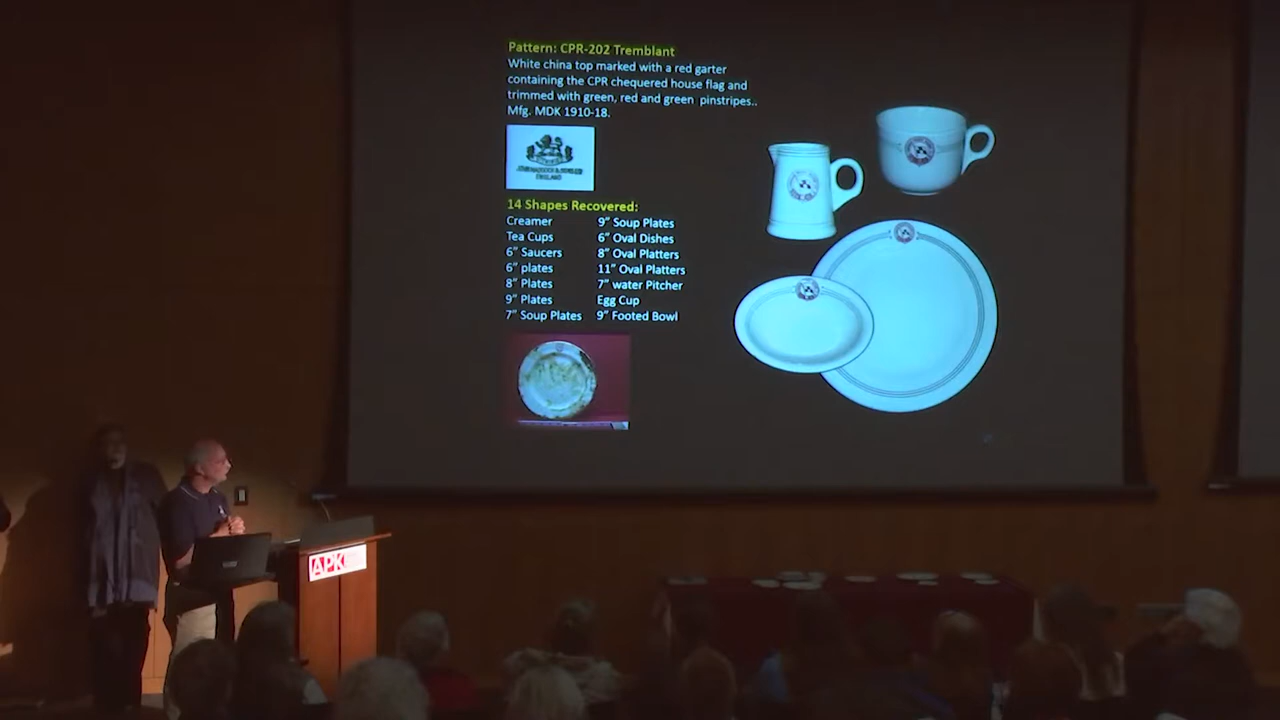 Pattern: CPR-202 Tremblant
White china top marked with a red garter
containing the CPR chequered house flag and
trimmed with green, red and green pinstripes..
Mfg. MDK 1910-18.
ENGLAND
14 Shapes Recovered:
Creamer
Tea Cups
6" Saucers
6" plates
8" Plates
9" Plates
7" Soup Plates
9" Soup Plates
6" Oval Dishes
8" Oval Platters
11" Oval Platters
7" water Pitcher
Egg Cup
9" Footed Bowl
APK